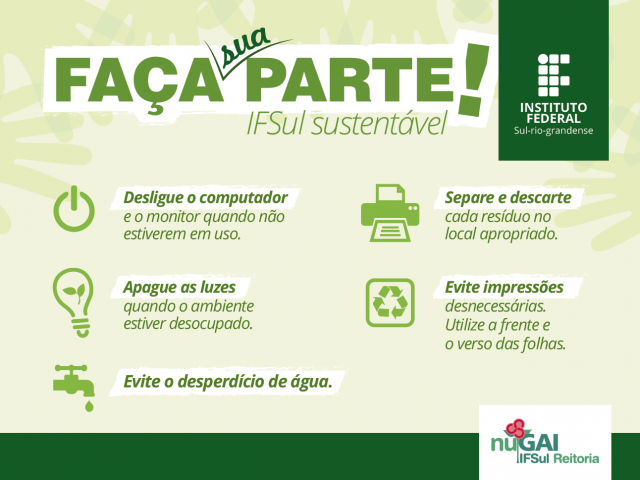 FAÇA sua PARTE!
IFSul sustentável
INSTITUTO
FEDERAL
Sul-rio-grandense
Desligue o computador
e o monitor quando não
estiverem em uso.
Separe e descarte
cada resíduo no
local apropriado.
Apague as luzes
quando o ambiente
estiver desocupado.
Evite impressões
desnecessárias.
Utilize a frente e
o verso das folhas.
Evite o desperdício de água.
nuGAI
IFSul Reitoria